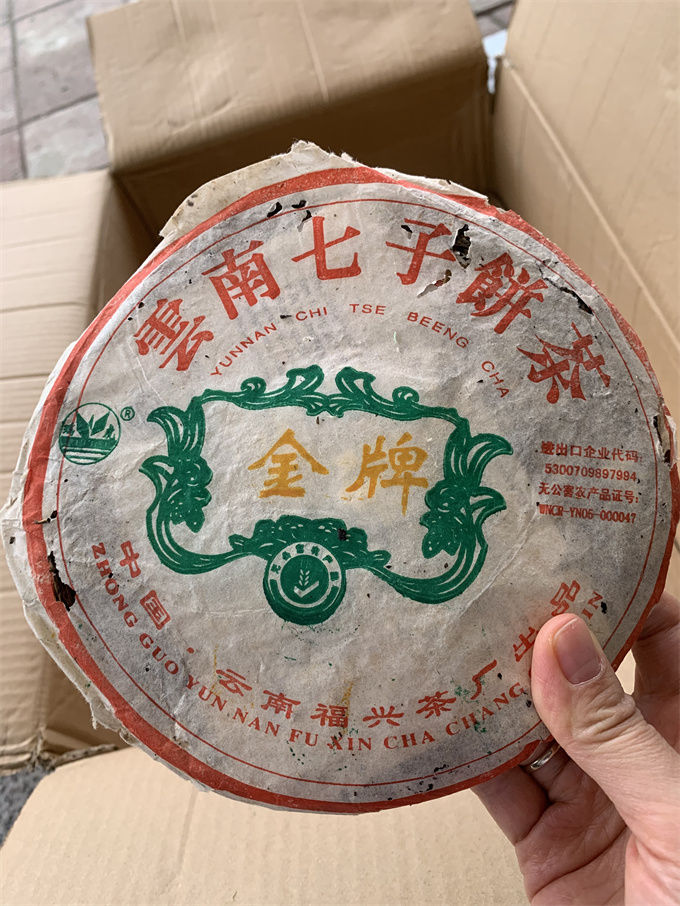 雲南七子餅茶
YUNNAN CHI TSE BEENG CHA
®
金牌
进出口企业代码:
5300709897994
无公害农产品证号:
WNCR-YN06-000047
中国·云南福兴茶厂出品
ZHONG GUO YUN NAN FU XIN CHA CHANG